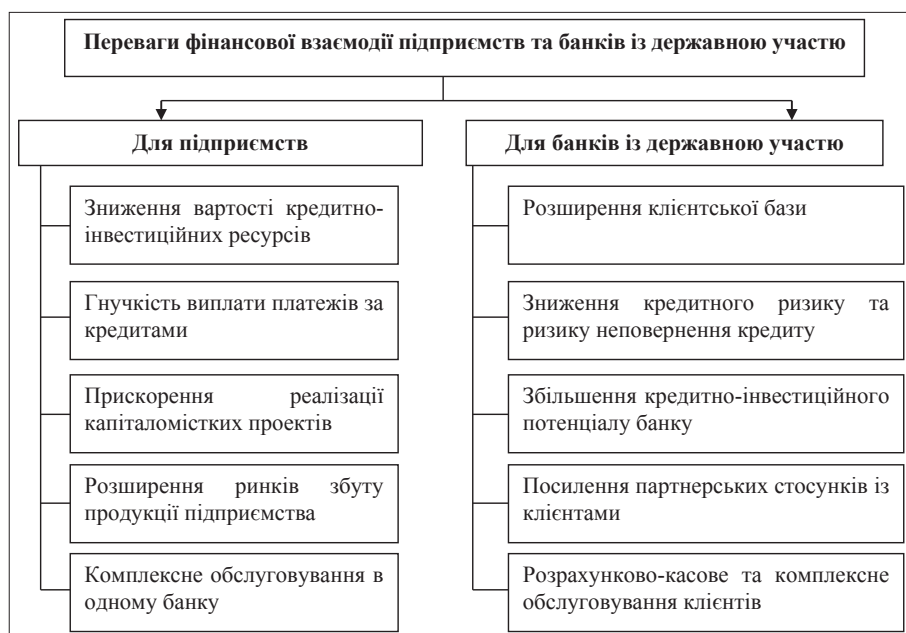 Переваги фінансової взаємодії підприємств та банків із державною участю
Для підприємств
Зниження вартості кредитно-
інвестиційних ресурсів
Гнучкість виплати платежів за
кредитами
Прискорення реалізації
капіталомістких проектів
Розширення ринків збуту
продукції підприємства
Комплексне обслуговування в
одному банку
Для банків із державною участю
Розширення клієнтської бази
Зниження кредитного ризику та
ризику неповернення кредиту
Збільшення кредитно-інвестиційного
потенціалу банку
Посилення партнерських стосунків із
клієнтами
Розрахунково-касове та комплексне
обслуговування клієнтів